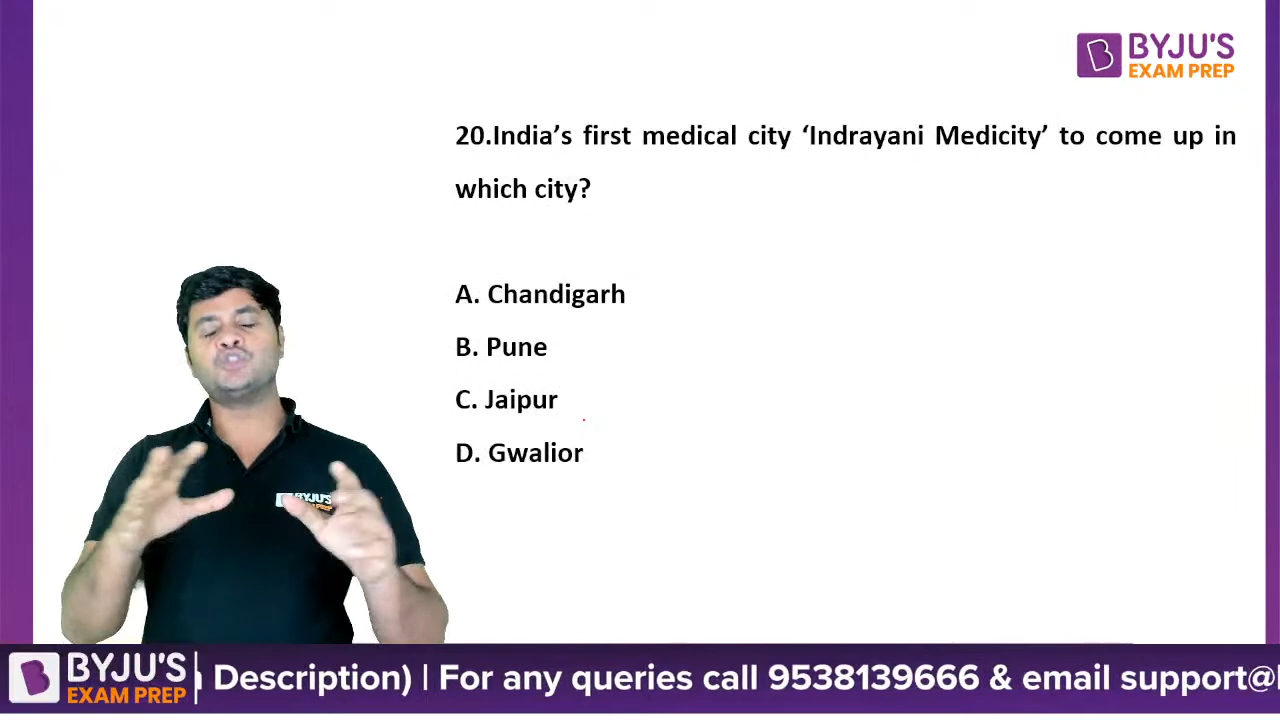 BYJU'S
EXAM PREP
20.India's first medical city 'Indrayani Medicity' to come up in
which city?
A. Chandigarh
B. Pune
C. Jaipur
D. Gwalior
BYJU'S
BYJU'S
EXAM PREP
Description) | For any queries call 9538139666 & email support@